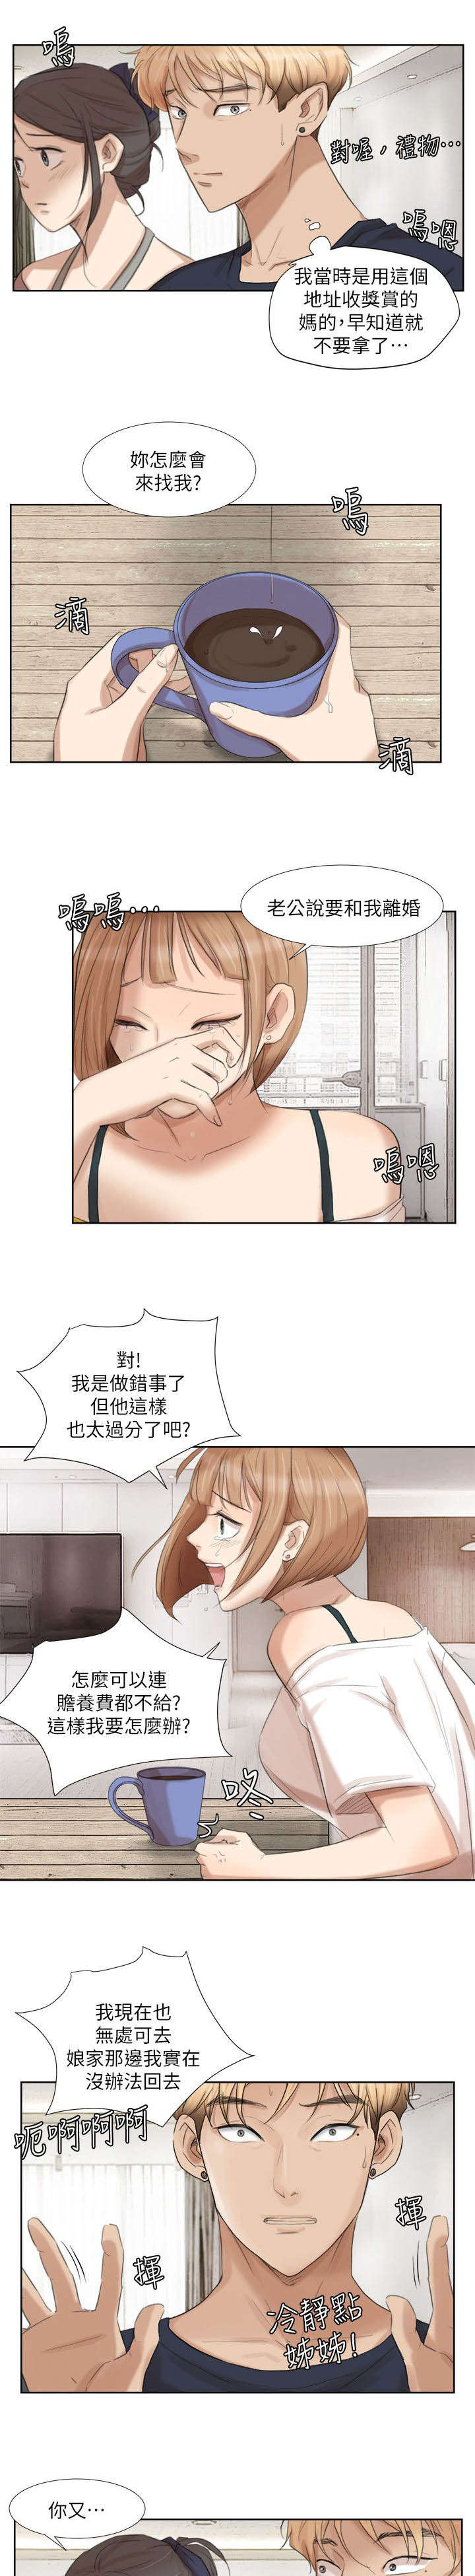 嗚
對喔，禮物…
嗚嗯
我當時是用這個
地址收獎賞的
媽的，早知道就
不要拿了…
妳怎麼會
來找我?
嗚
滴
滴
老公說要和我離婚
嗚嗚…
嗚嗯
對!
我是做錯事了
但他這樣
也太過分了吧?
怎麼可以連
贍養費都不給?
這樣我要怎麼辦?
咚
我現在也
無處可去
娘家那邊我實在
沒辦法回去
呃啊啊啊
揮
揮
冷靜點
姊姊!
你又…